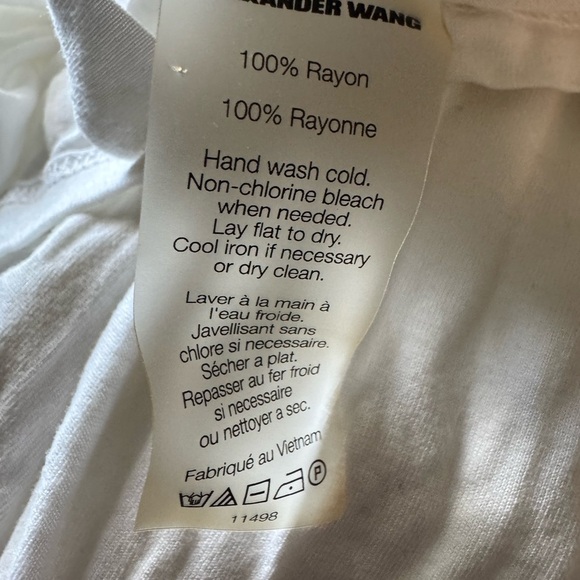 WANG
100% Rayon
100% Rayonne
Hand wash cold.
Non-chlorine bleach
when needed.
Lay flat to dry.
Cool iron if necessary
or dry clean.
Laver à la main à
l'eau froide.
Javellisant sans
chlore si necessaire.
Sécher a plat.
Repasser au fer froid
si necessaire
ou nettoyer a sec.
Fabriqué au Vietnam
P
11498